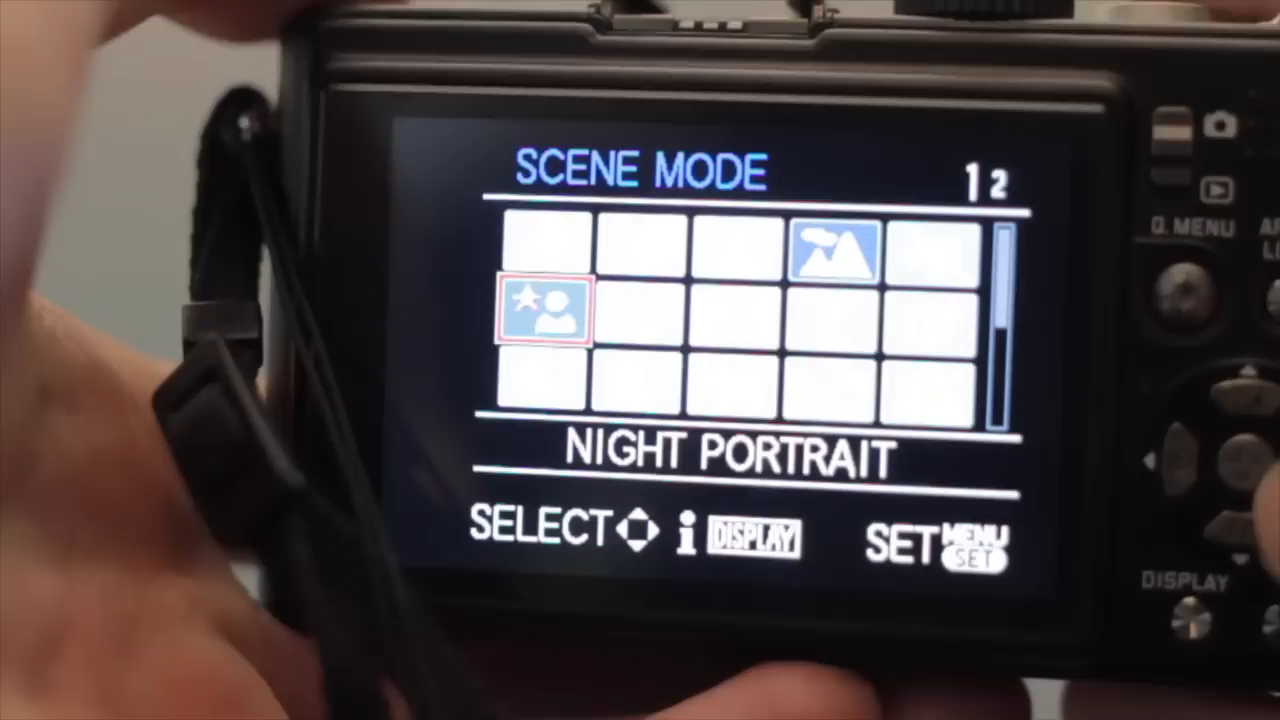 SCENE MODE
1 2
NIGHT PORTRAIT
SELECT i DISPLAY SET MENU SET
Q. MENU
DISPLAY